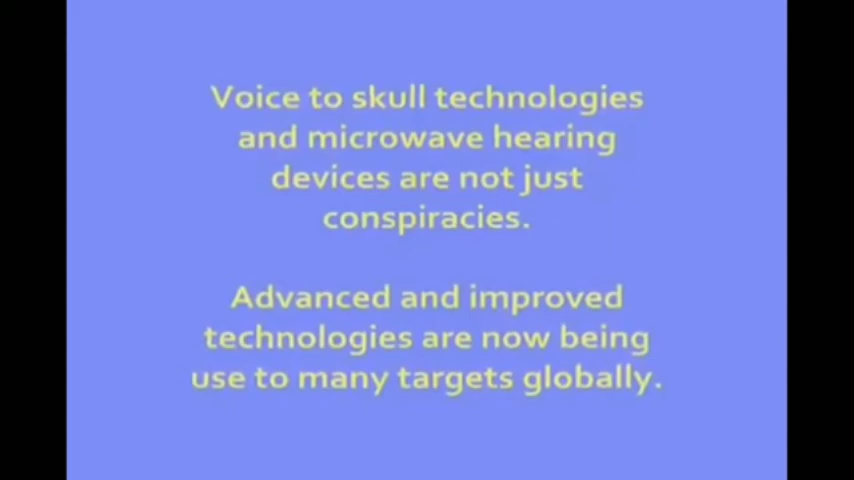 Voice to skull technologies
and microwave hearing
devices are not just
conspiracies.
Advanced and improved
technologies are now being
use to many targets globally.